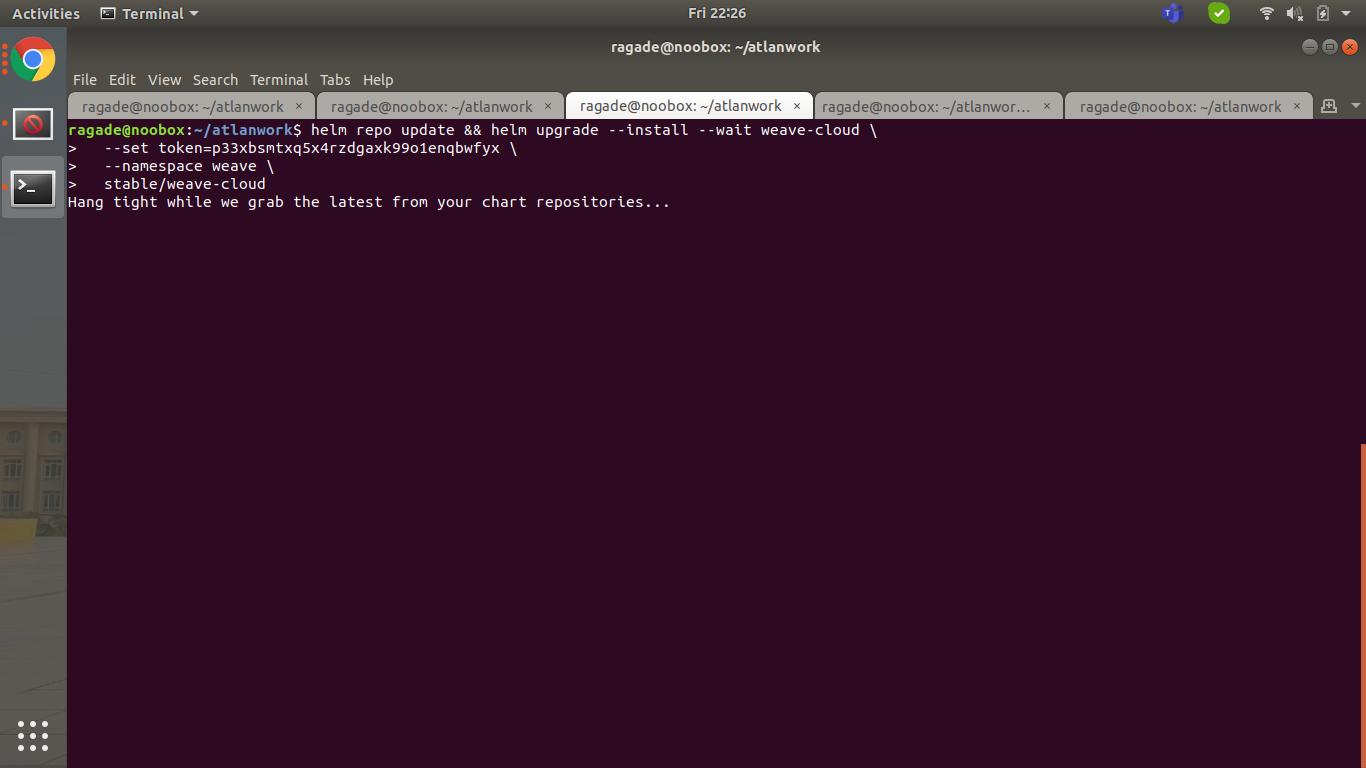 Activities Terminal Fri 22:26
ragade@noobox: ~/atlanwork
File Edit View Search Terminal Tabs Help
ragade@noobox: ~/atlanwork × ragade@noobox: ~/atlanwork × ragade@noobox: ~/atlanwork × ragade@noobox: ~/atlanwor... × ragade@noobox: ~/atlanwork ×
ragade@noobox:~/atlanwork$ helm repo update && helm upgrade --install --wait weave-cloud \
>   --set token=p33xbsmtxq5x4rzdgaxk99o1enqbwfyx \
>   --namespace weave \
>   stable/weave-cloud
Hang tight while we grab the latest from your chart repositories...